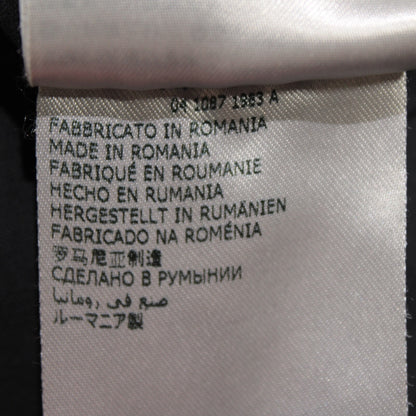 04 1087 1983 A
FABBRICATO IN ROMANIA
MADE IN ROMANIA
FABRIQUÉ EN ROUMANIE
HECHO EN RUMANIA
HERGESTELLT IN RUMÄNIEN
FABRICADO NA ROMÉNIA
罗马尼亚制造
СДЕЛАНО В РУМЫНИИ
صنع في رومانيا
ルーマニア製